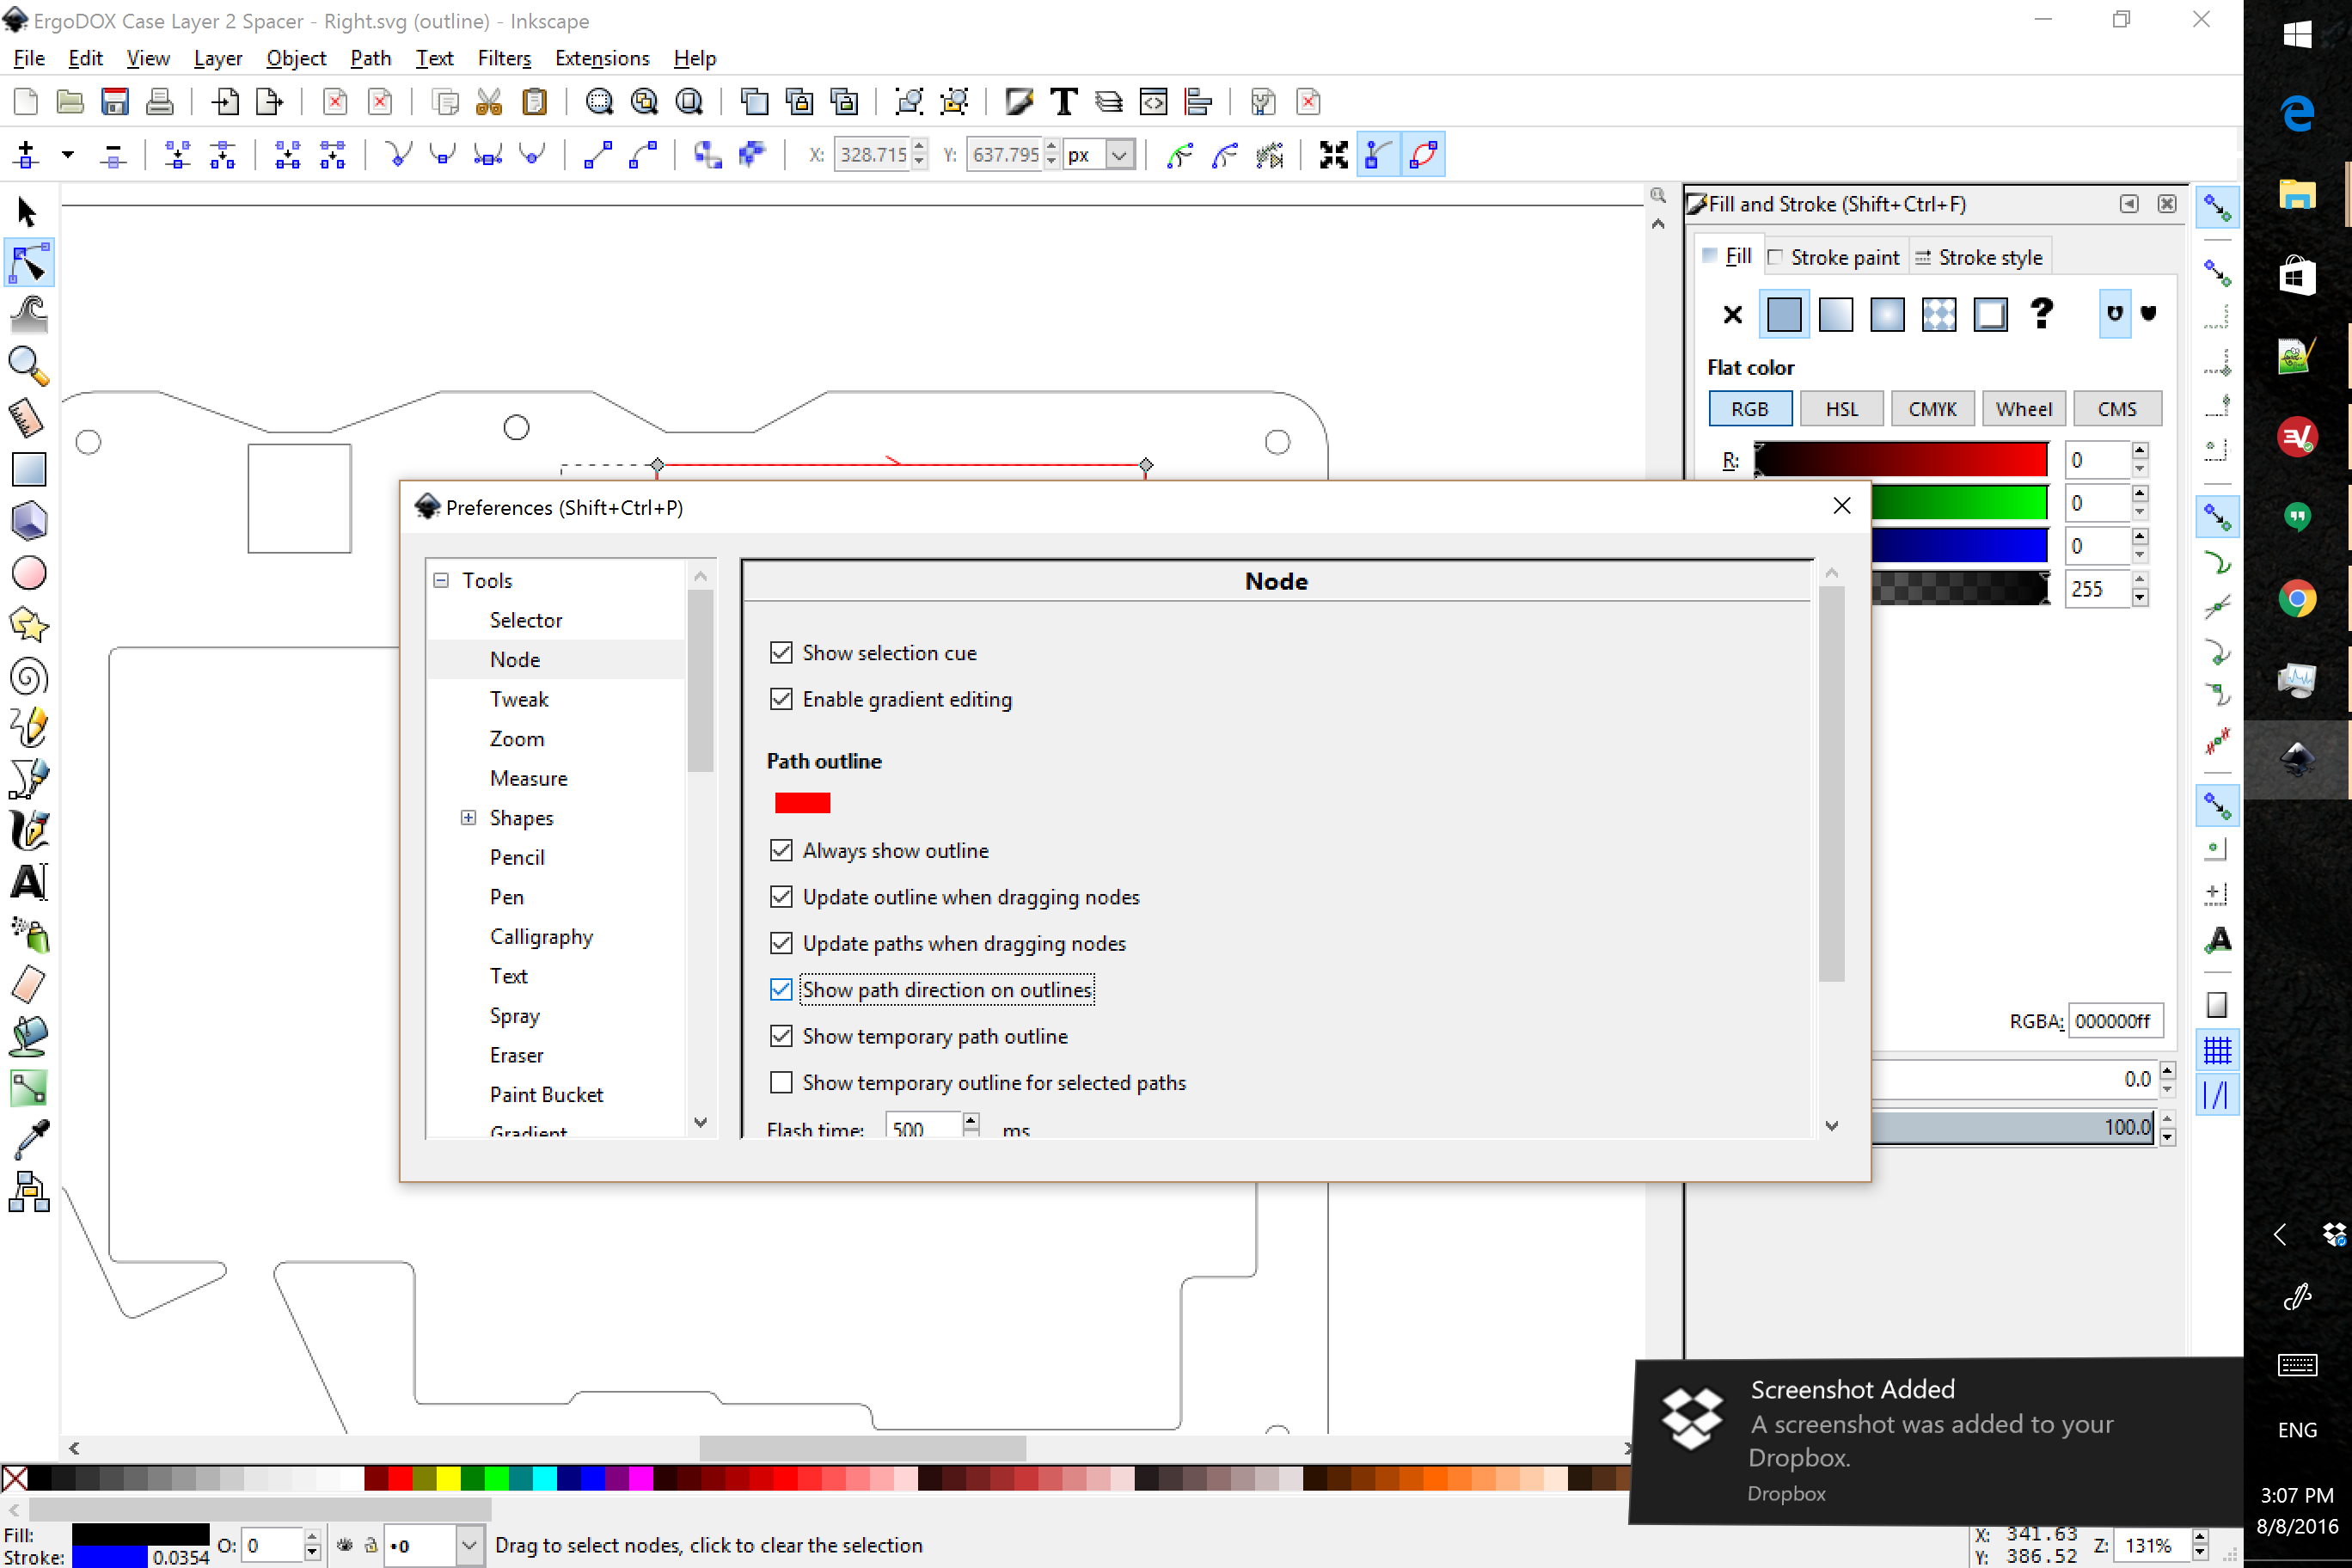 ErgoDOX Case Layer 2 Spacer - Right.svg (outline) - Inkscape
File Edit View Layer Object Path Text Filters Extensions Help
X: 328.715 Y: 637.795 px
Fill and Stroke (Shift+Ctrl+F)
Fill Stroke paint Stroke style
Flat color
RGB HSL CMYK Wheel CMS
R: 0
0
0
255
RGBA: 000000ff
0.0
100.0
Preferences (Shift+Ctrl+P)
Tools
Selector
Node
Tweak
Zoom
Measure
Shapes
Pencil
Pen
Calligraphy
Text
Spray
Eraser
Paint Bucket
Gradient
Node
Show selection cue
Enable gradient editing
Path outline
Always show outline
Update outline when dragging nodes
Update paths when dragging nodes
Show path direction on outlines
Show temporary path outline
Show temporary outline for selected paths
Flash time: 500 ms
Screenshot Added
A screenshot was added to your
Dropbox.
Dropbox
ENG
3:07 PM
8/8/2016
Fill:
Stroke: 0.0354
O: 0
•0
Drag to select nodes, click to clear the selection
X: 341.63
Y: 386.52
Z: 131%